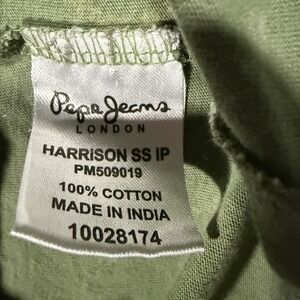 Pepe Jeans
LONDON
HARRISON SS IP
PM509019
100% COTTON
MADE IN INDIA
10028174